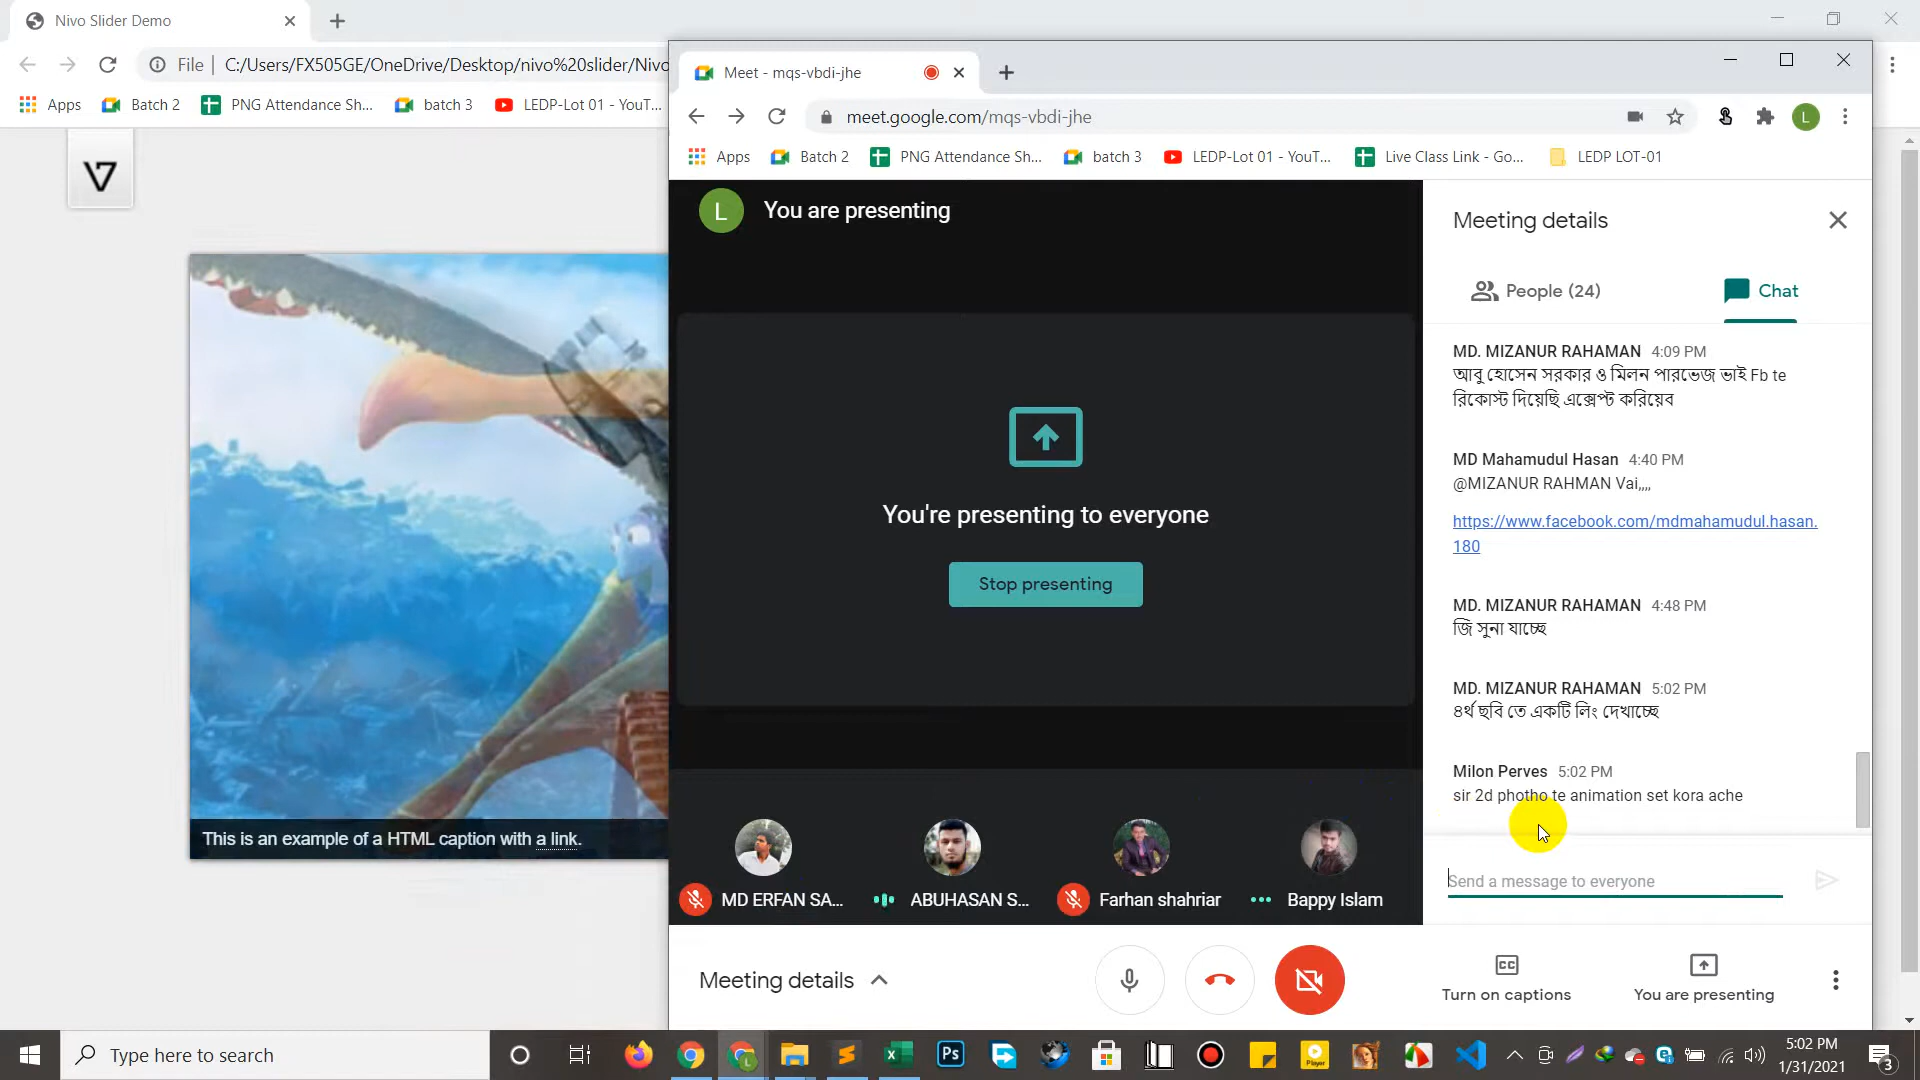 Nivo Slider Demo
File
C:/Users/FX505GE/OneDrive/Desktop/nivo%20slider/Nivo
Apps
Batch 2
PNG Attendance Sh...
batch 3
LEDP-Lot 01 - YouT...
This is an example of a HTML caption with a link.
Meet - mqs-vbdi-jhe
meet.google.com/mqs-vbdi-jhe
L
Apps
Batch 2
PNG Attendance Sh...
batch 3
LEDP-Lot 01 - YouT...
Live Class Link - Go...
LEDP LOT-01
L
You are presenting
You're presenting to everyone
Stop presenting
MD ERFAN SA...
ABUHASAN S...
Farhan shahriar
Bappy Islam
Meeting details
People (24)
Chat
MD. MIZANUR RAHAMAN 4:09 PM
আবু হোসেন সরকার ও মিলন পারভেজ ভাই Fb te
রিকোস্ট দিয়েছি এক্সেপ্ট করিয়েব
MD Mahamudul Hasan 4:40 PM
@MIZANUR RAHMAN Vai,,,,
https://www.facebook.com/mdmahamudul.hasan.
180
MD. MIZANUR RAHAMAN 4:48 PM
জি সুনা যাচ্ছে
MD. MIZANUR RAHAMAN 5:02 PM
৪র্থ ছবি তে একটি লিং দেখাচ্ছে
Milon Perves 5:02 PM
sir 2d photho te animation set kora ache
Send a message to everyone
Meeting details
CC
Turn on captions
You are presenting
Type here to search
Ps
Player
5:02 PM
1/31/2021
3